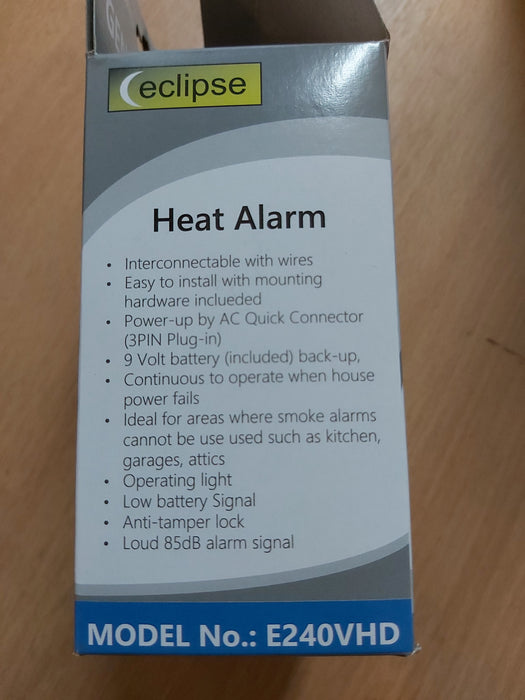 eclipse
Heat Alarm
• Interconnectable with wires
• Easy to install with mounting
hardware inclueded
• Power-up by AC Quick Connector
(3PIN Plug-in)
• 9 Volt battery (included) back-up,
• Continuous to operate when house
power fails
• Ideal for areas where smoke alarms
cannot be use used such as kitchen,
garages, attics
• Operating light
• Low battery Signal
• Anti-tamper lock
• Loud 85dB alarm signal
MODEL No.: E240VHD